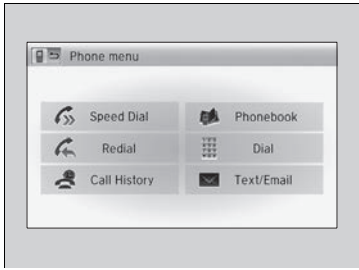 Phone menu
Speed Dial
Phonebook
Redial
Dial
Call History
Text/Email